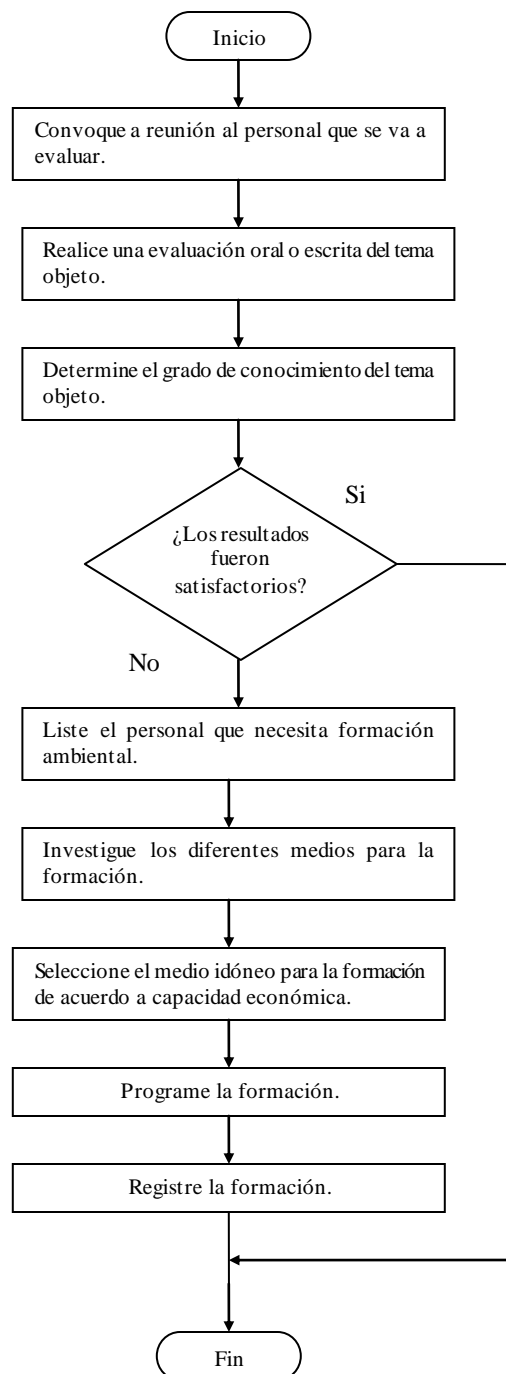 Inicio
Convoque a reunión al personal que se va a
evaluar.
Realice una evaluación oral o escrita del tema
objeto.
Determine el grado de conocimiento del tema
objeto.
Si
¿Los resultados
fueron
satisfactorios?
No
Liste el personal que necesita formación
ambiental.
Investigue los diferentes medios para la
formación.
Seleccione el medio idóneo para la formación
de acuerdo a capacidad económica.
Programe la formación.
Registre la formación.
Fin